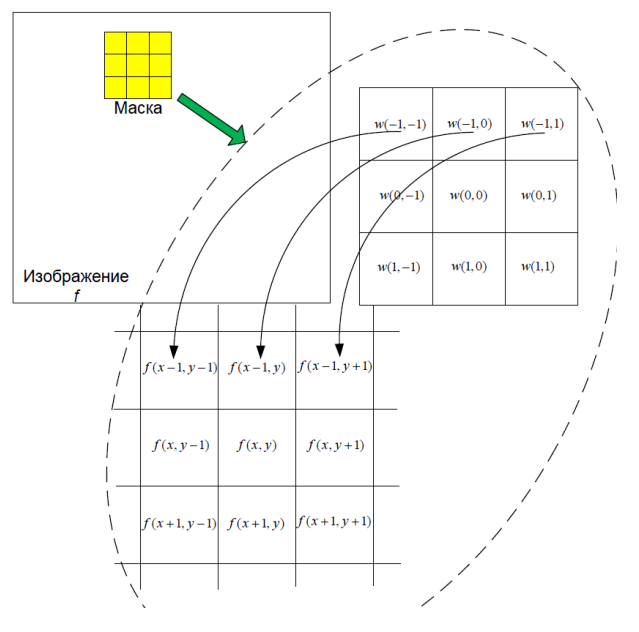 Маска
w(−1,−1) w(−1,0) w(−1,1)
w(0,−1) w(0,0) w(0,1)
w(1,−1) w(1,0) w(1,1)
Изображение
f
f(x−1,y−1) f(x−1,y) f(x−1,y+1)
f(x,y−1) f(x,y) f(x,y+1)
f(x+1,y−1) f(x+1,y) f(x+1,y+1)